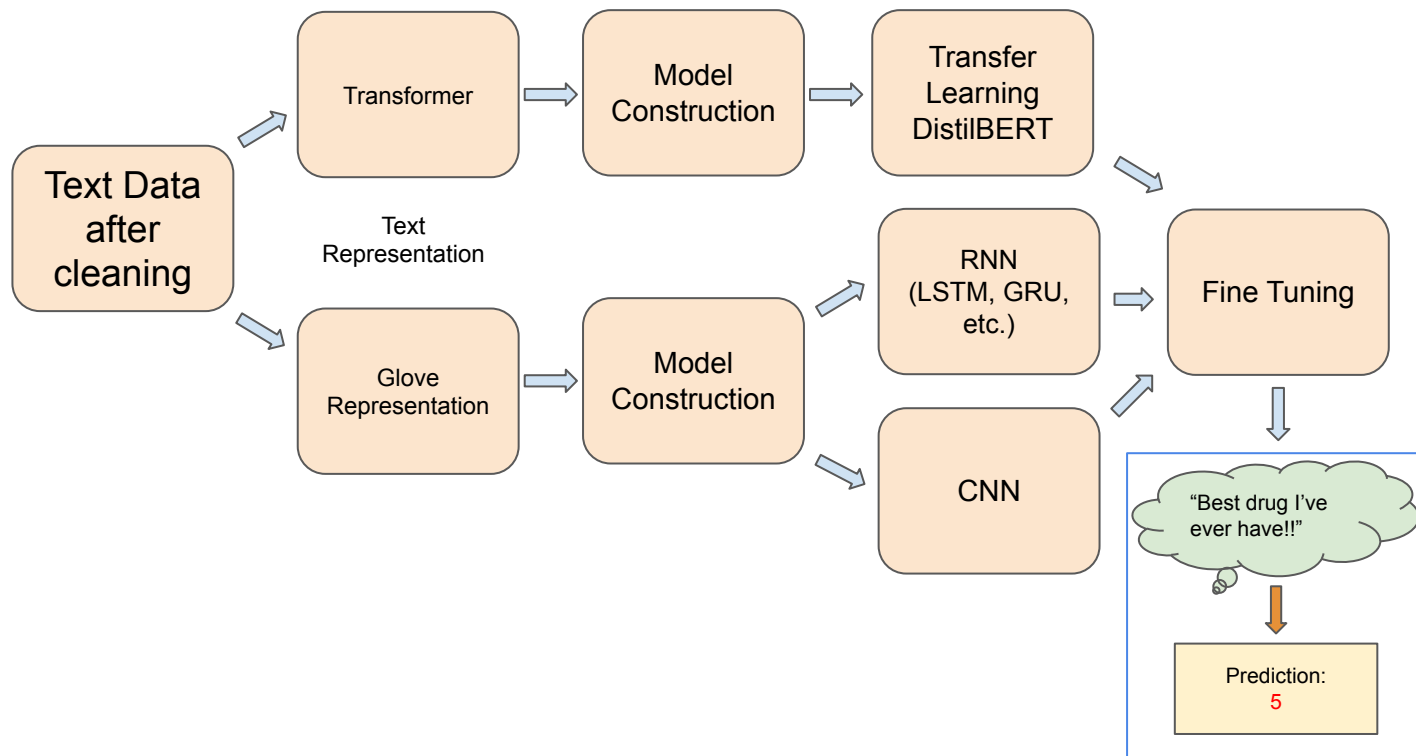 Text Data
after
cleaning
Transformer
Model
Construction
Transfer
Learning
DistilBERT
Text
Representation
Glove
Representation
Model
Construction
RNN
(LSTM, GRU,
etc.)
CNN
Fine Tuning
“Best drug I’ve
ever have!!”
Prediction:
5